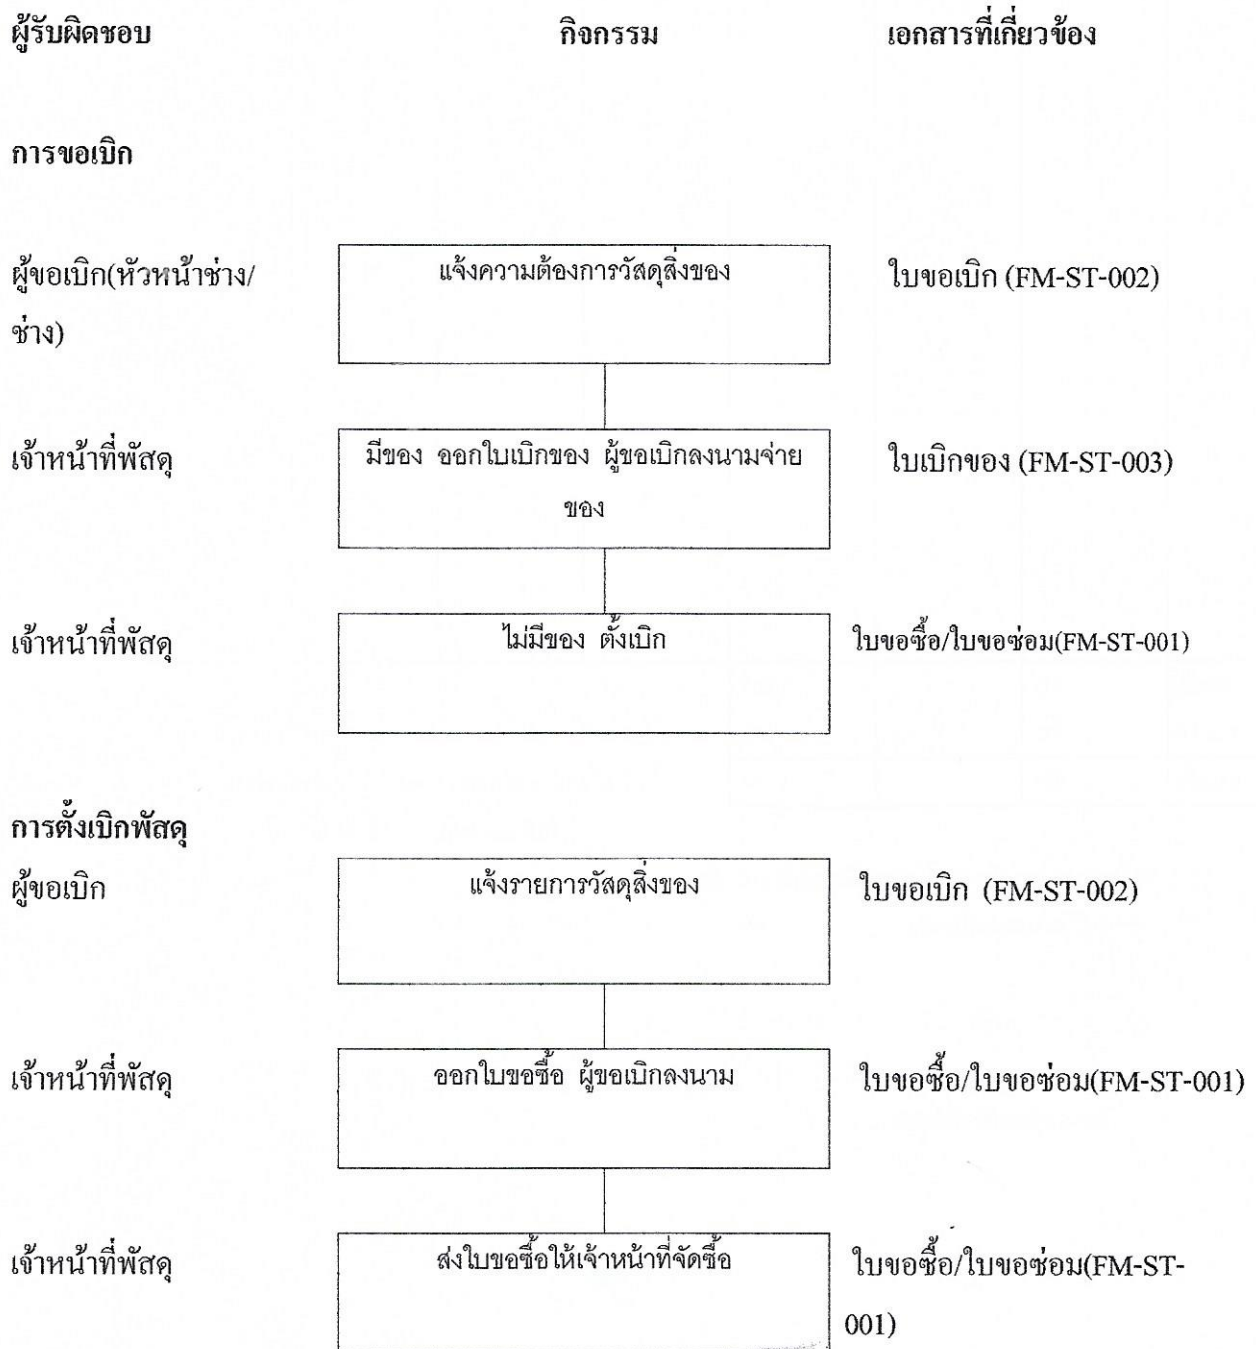 ผู้รับผิดชอบ กิจกรรม เอกสารที่เกี่ยวข้อง
การขอเบิก
ผู้ขอเบิก(หัวหน้าช่าง/ แจ้งความต้องการวัสดุสิ่งของ ใบขอเบิก (FM-ST-002)
ช่าง)
เจ้าหน้าที่พัสดุ มีของ ออกใบเบิกของ ผู้ขอเบิกลงนามจ่าย ใบเบิกของ (FM-ST-003)
ของ
เจ้าหน้าที่พัสดุ ไม่มีของ ตั้งเบิก ใบขอซื้อ/ใบขอซ่อม(FM-ST-001)
การตั้งเบิกพัสดุ
ผู้ขอเบิก แจ้งรายการวัสดุสิ่งของ ใบขอเบิก (FM-ST-002)
เจ้าหน้าที่พัสดุ ออกใบขอซื้อ ผู้ขอเบิกลงนาม ใบขอซื้อ/ใบขอซ่อม(FM-ST-001)
เจ้าหน้าที่พัสดุ ส่งใบขอซื้อให้เจ้าหน้าที่จัดซื้อ ใบขอซื้อ/ใบขอซ่อม(FM-ST-
001)